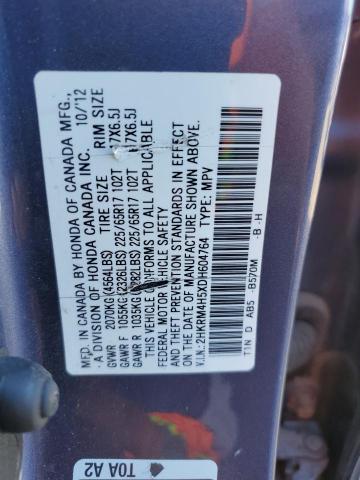 MFD. IN CANADA BY HONDA OF CANADA MFG.,
- A DIVISION OF HONDA CANADA INC. 10/'12
GVWR 2070KG (4564LBS) TIRE SIZE RIM SIZE
GAWR F 1055KG (2326LBS) 225/65R17 102T 17X6.5J
GAWR R 1035KG (2282LBS) 225/65R17 102T 17X6.5J
THIS VEHICLE CONFORMS TO ALL APPLICABLE
FEDERAL MOTOR VEHICLE SAFETY
AND THEFT PREVENTION STANDARDS IN EFFECT
ON THE DATE OF MANUFACTURE SHOWN ABOVE.
V.I.N.: 2HKRM4H5XDH604764 TYPE: MPV
T1N D AB5 -B570M -B -H
T0A A2